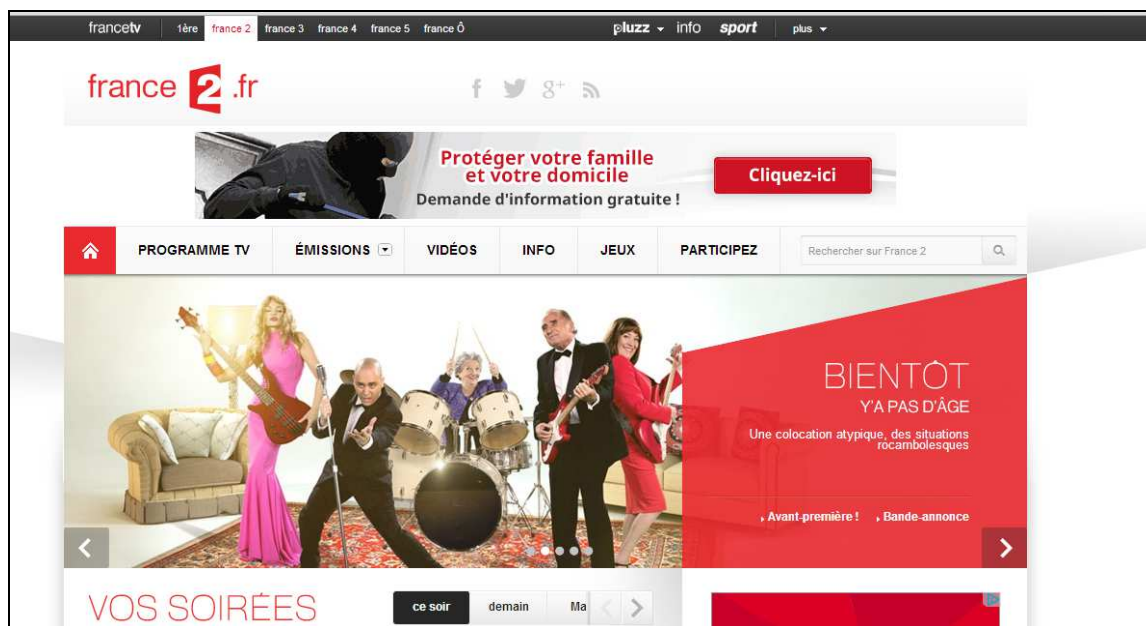 francetv 1ère france 2 france 3 france 4 france 5 france Ô pluzz info sport plus
france 2 .fr
f g+
Protéger votre famille
et votre domicile
Demande d'information gratuite !
Cliquez-ici
PROGRAMME TV ÉMISSIONS VIDÉOS INFO JEUX PARTICIPEZ Rechercher sur France 2
BIENTÔT
Y'A PAS D'ÂGE
Une colocation atypique, des situations
rocambolesques
Avant-première ! Bande-annonce
VOS SOIRÉES ce soir demain Ma